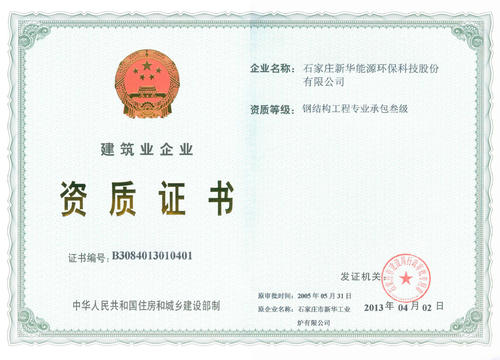 建筑业企业
资质证书
证书编号: B3084013010401
中华人民共和国住房和城乡建设部制
企业名称: 石家庄新华能源环保科技股份
有限公司
资质等级: 钢结构工程专业承包叁级
发证机关:
2013 年 04 月 02 日
原审批时间: 2005 年 05 月 31 日
原企业名称: 石家庄市新华工业
炉有限公司